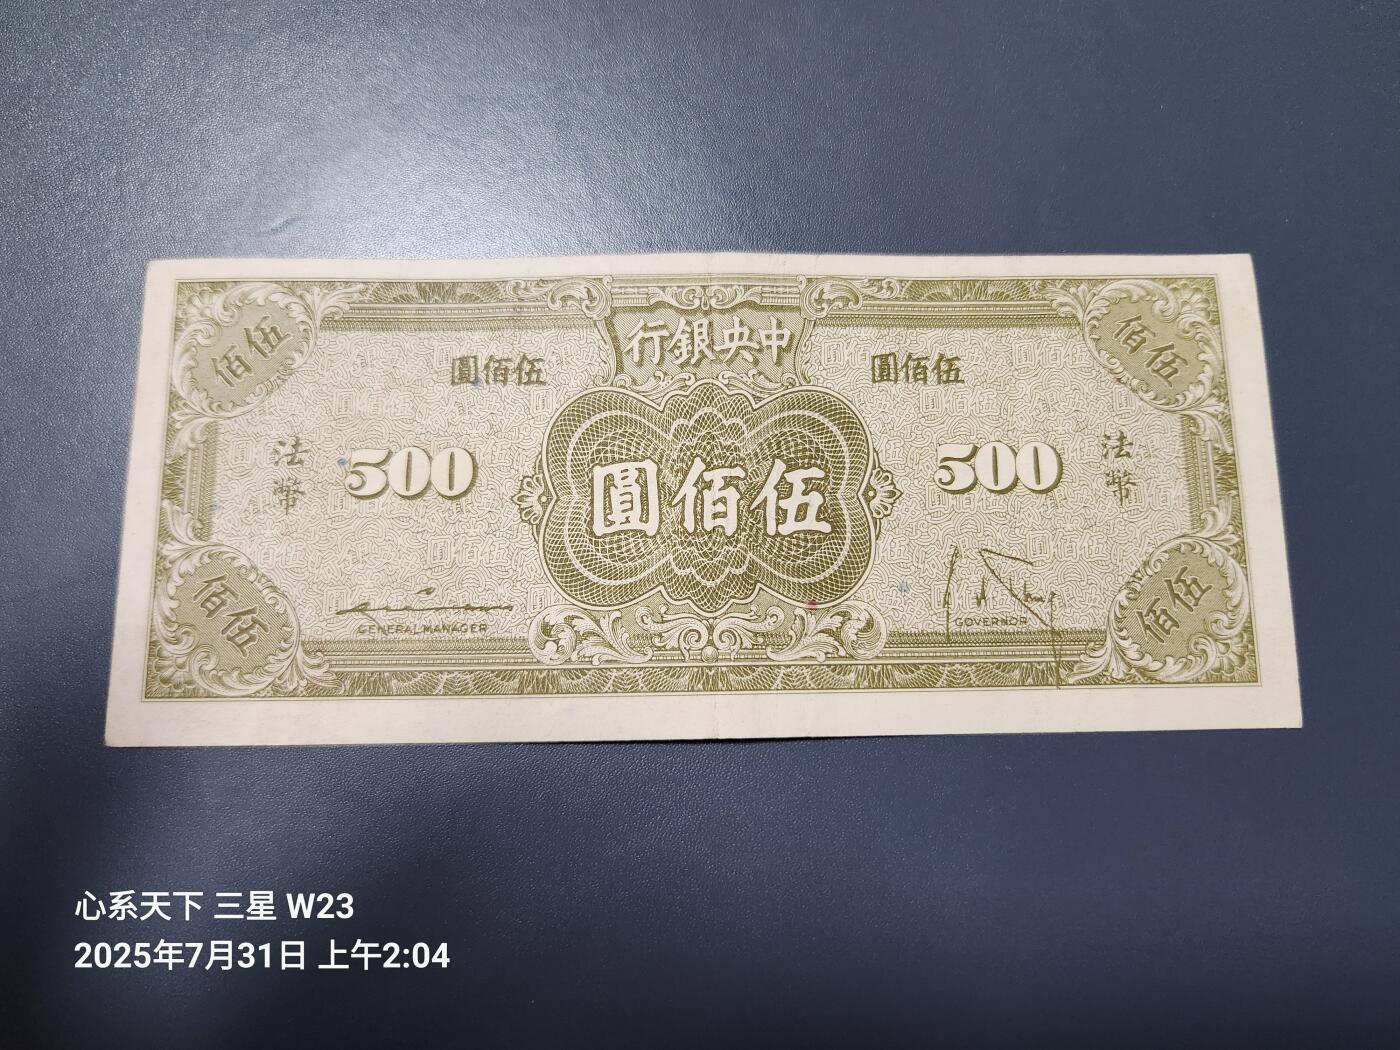 中央銀行
伍佰
伍佰
伍佰圓
伍佰圓
法幣
500
伍佰圓
500
法幣
GENERAL MANAGER
GOVERNOR
伍佰
伍佰
心系天下 三星 W23
2025年7月31日 上午2:04